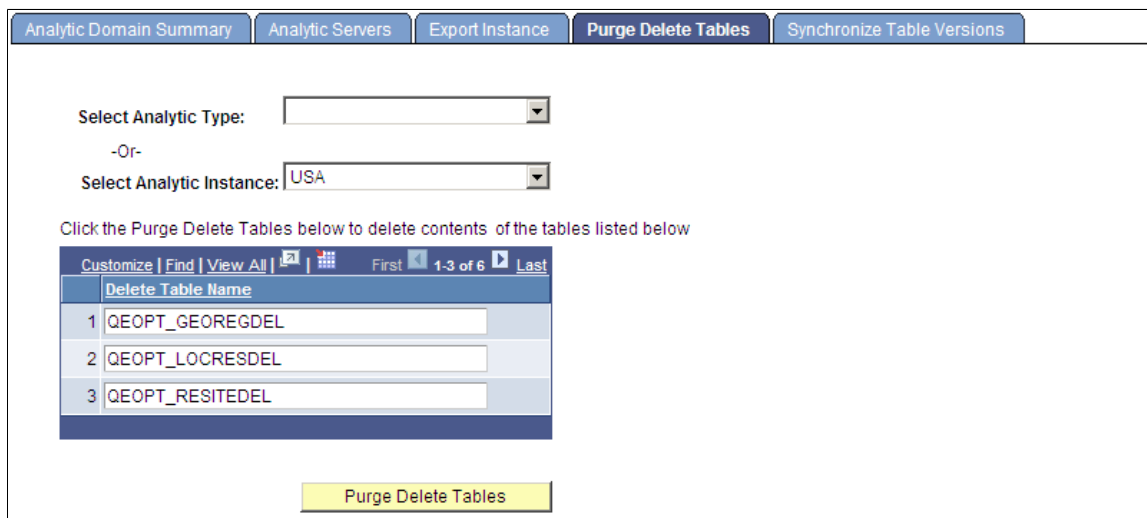 Analytic Domain Summary Analytic Servers Export Instance Purge Delete Tables Synchronize Table Versions
Select Analytic Type:
-Or-
Select Analytic Instance: USA
Click the Purge Delete Tables below to delete contents of the tables listed below
Customize | Find | View All | | First 1-3 of 6 Last
Delete Table Name
1 QEOPT_GEOREGDEL
2 QEOPT_LOCRESDEL
3 QEOPT_RESITEDEL
Purge Delete Tables